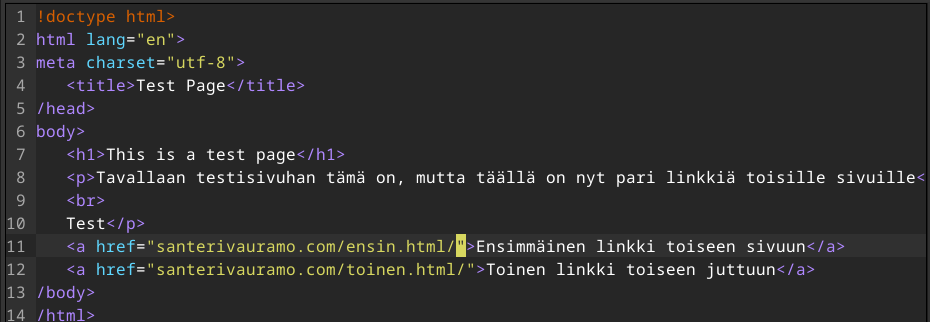 1 !doctype html>
2 html lang="en">
3 meta charset="utf-8">
4    <title>Test Page</title>
5 /head>
6 body>
7    <h1>This is a test page</h1>
8    <p>Tavallaan testisivuhan tämä on, mutta täällä on nyt pari linkkiä toisille sivuille<
9    <br>
10    Test</p>
11    <a href="santerivauramo.com/ensin.html/">Ensimmäinen linkki toiseen sivuun</a>
12    <a href="santerivauramo.com/toinen.html/">Toinen linkki toiseen juttuun</a>
13 /body>
14 /html>